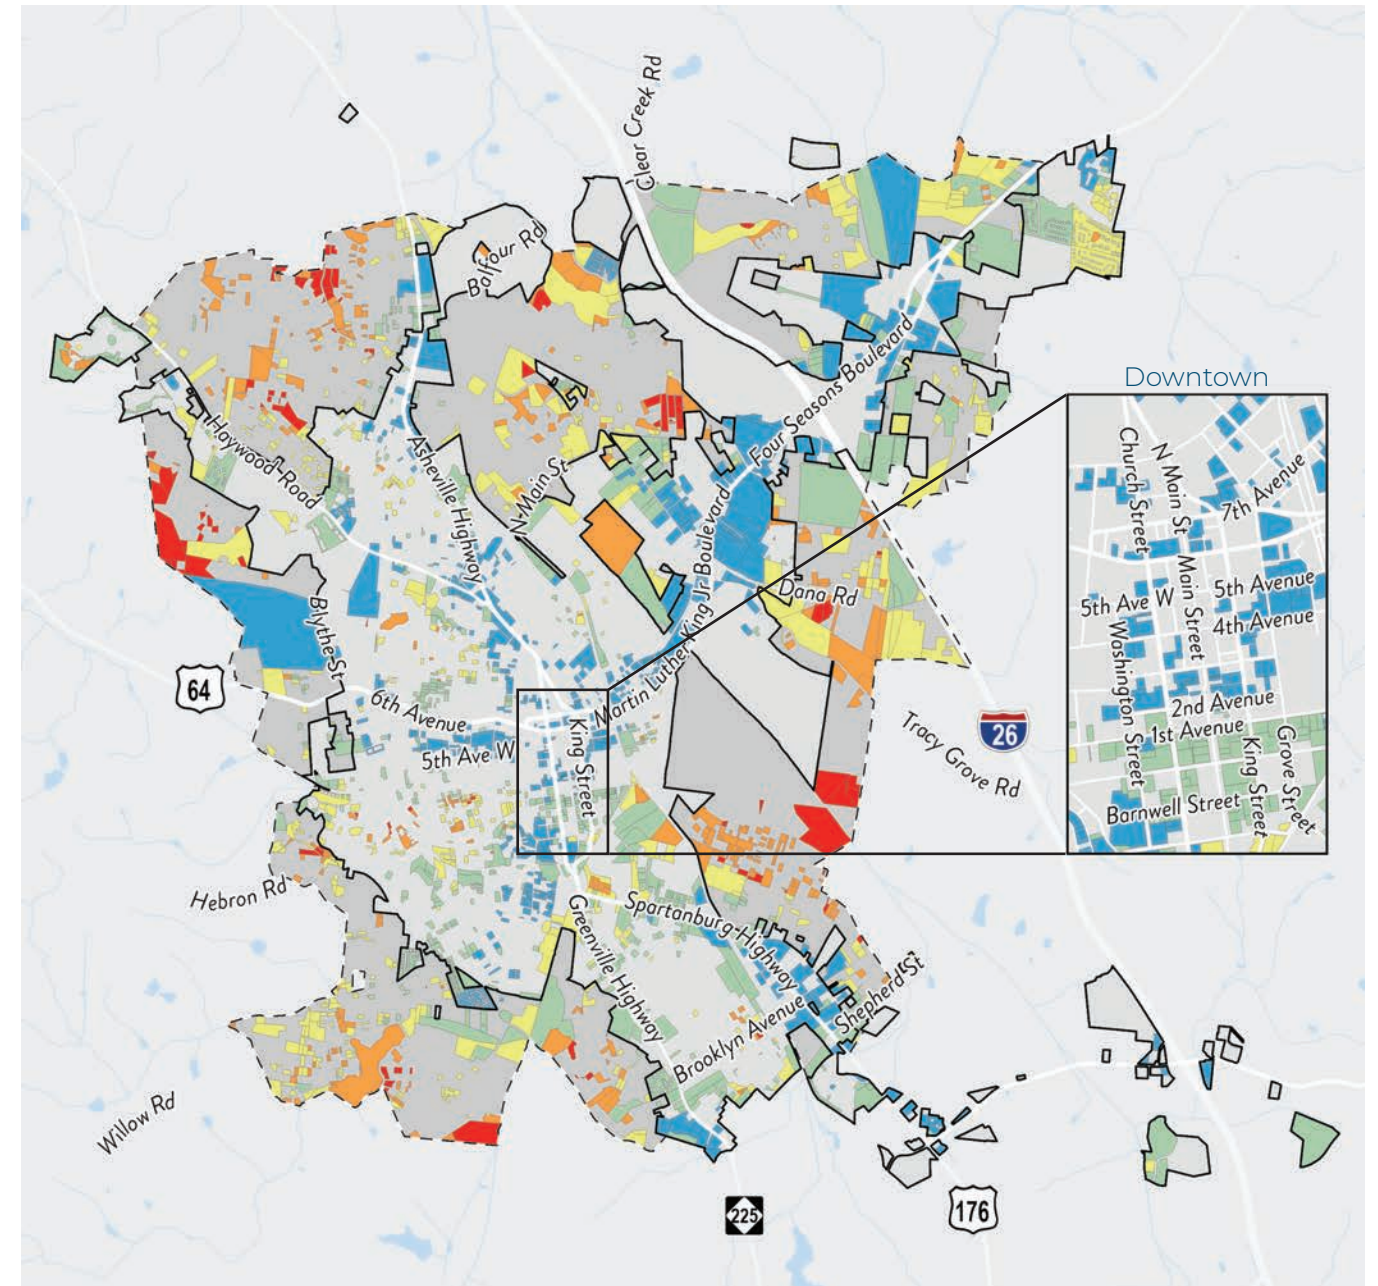 Clear Creek Rd
Balfour Rd
Four Seasons Boulevard
Downtown
Haywood Road
Asheville Highway
N Main St
Martin Luther King Jr Boulevard
Dana Rd
Blythe St
64
6th Avenue
5th Ave W
King Street
Tracy Grove Rd
26
Church Street
N Main St
Main Street
7th Avenue
5th Ave W
5th Avenue
4th Avenue
Washington Street
2nd Avenue
1st Avenue
King Street
Grove Street
Barnwell Street
Hebron Rd
Spartanburg Highway
Greenville Highway
Brooklyn Avenue
Shepherd St
Willow Rd
225
176